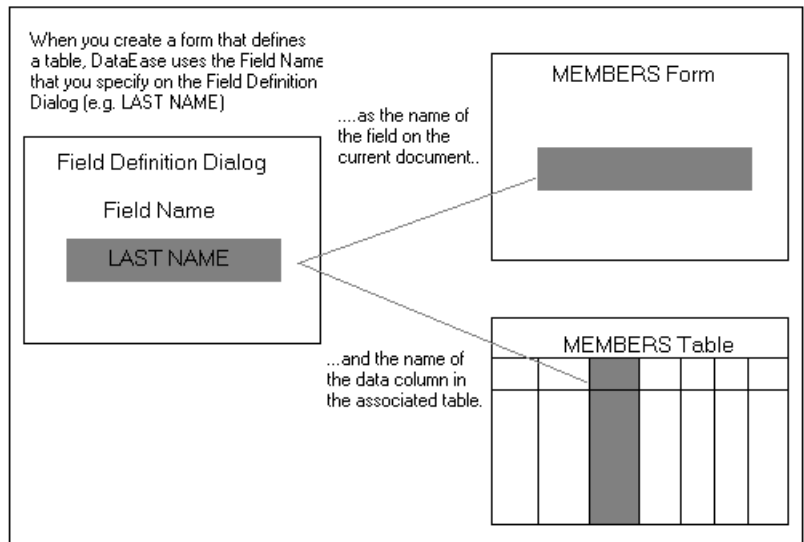 When you create a form that defines
a table, DataEase uses the Field Name
that you specify on the Field Definition
Dialog (e.g. LAST NAME)
....as the name of
the field on the
current document..
MEMBERS Form
Field Definition Dialog
Field Name
LAST NAME
...and the name of
the data column in
the associated table.
MEMBERS Table